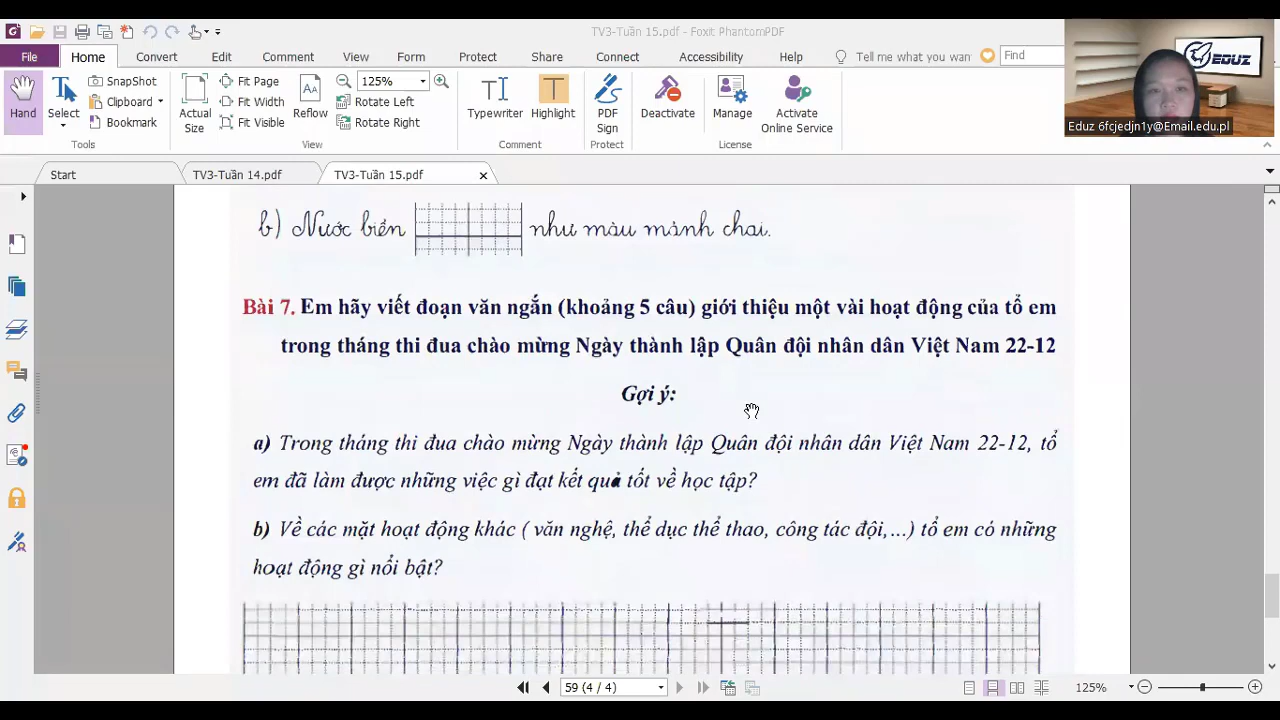 TV3-Tuần 15.pdf - Foxit PhantomPDF
File Home Convert Edit Form Comment View Protect Share Connect Accessibility Help Tell me what you want Find
Hand
Select
SnapShot
Clipboard
Bookmark
Tools
Actual Size
Fit Page
Fit Width
Fit Visible
Reflow
125%
Rotate Left
Rotate Right
View
Typewriter
Highlight
Comment
PDF Sign
Protect
Deactivate
Manage
Activate Online Service
License
EDUZ
Eduz 6fcjedjn1y@Email.edu.pl
Start TV3-Tuần 14.pdf TV3-Tuần 15.pdf
b) Nước biển như màu mảnh chai.
Bài 7. Em hãy viết đoạn văn ngắn (khoảng 5 câu) giới thiệu một vài hoạt động của tổ em
trong tháng thi đua chào mừng Ngày thành lập Quân đội nhân dân Việt Nam 22-12
Gợi ý:
a) Trong tháng thi đua chào mừng Ngày thành lập Quân đội nhân dân Việt Nam 22-12, tổ
em đã làm được những việc gì đạt kết quả tốt về học tập?
b) Về các mặt hoạt động khác ( văn nghệ, thể dục thể thao, công tác đội,...) tổ em có những
hoạt động gì nổi bật?
59 (4 / 4)
125%